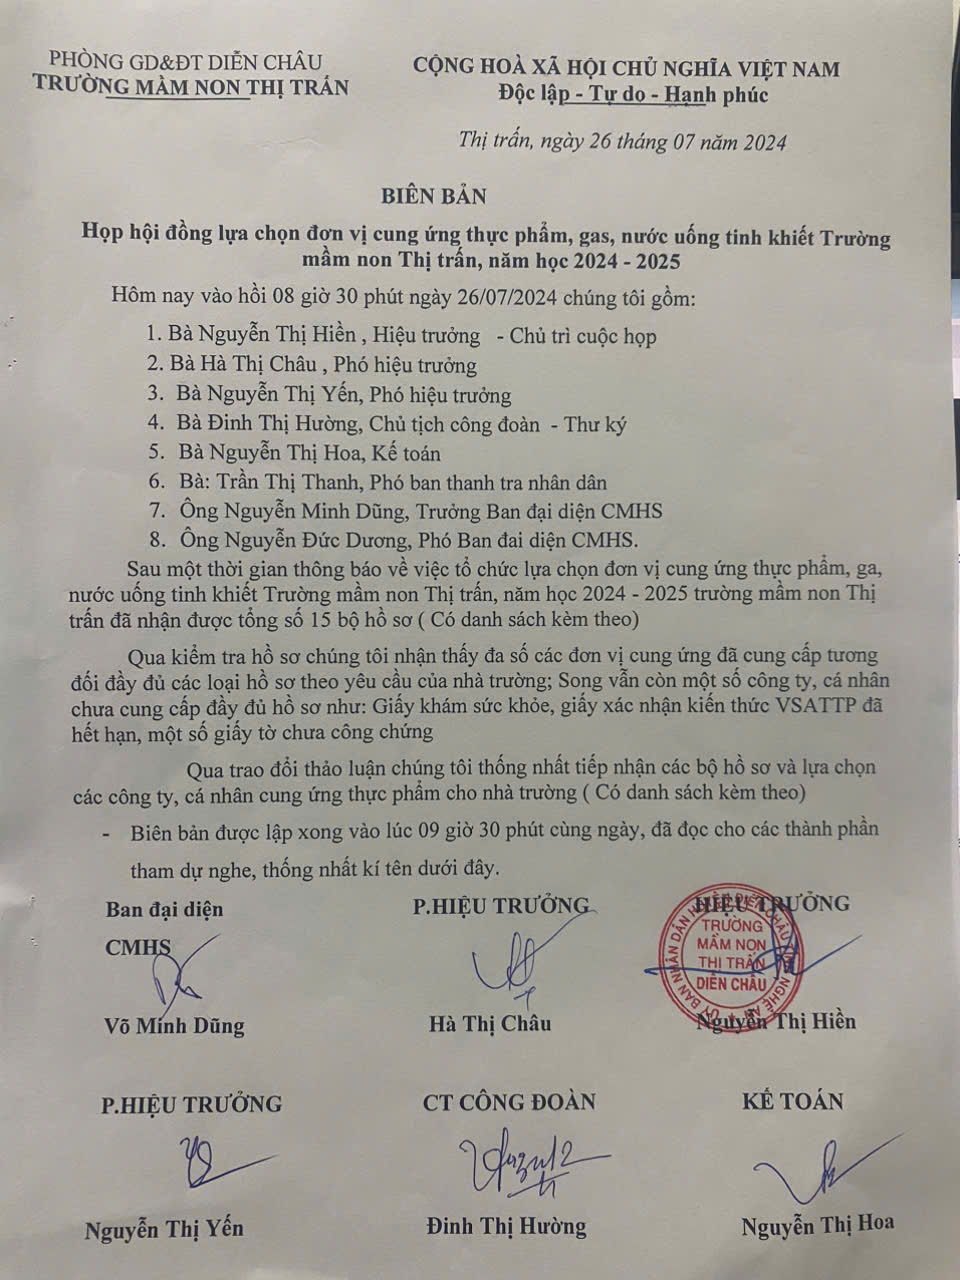 PHÒNG GD&ĐT DIỄN CHÂU
TRƯỜNG MẦM NON THỊ TRẤN
CỘNG HOÀ XÃ HỘI CHỦ NGHĨA VIỆT NAM
Độc lập - Tự do - Hạnh phúc
Thị trấn, ngày 26 tháng 07 năm 2024
BIÊN BẢN
Họp hội đồng lựa chọn đơn vị cung ứng thực phẩm, gas, nước uống tinh khiết Trường
mầm non Thị trấn, năm học 2024 - 2025
Hôm nay vào hồi 08 giờ 30 phút ngày 26/07/2024 chúng tôi gồm:
1. Bà Nguyễn Thị Hiền , Hiệu trưởng - Chủ trì cuộc họp
2. Bà Hà Thị Châu , Phó hiệu trưởng
3. Bà Nguyễn Thị Yến, Phó hiệu trưởng
4. Bà Đinh Thị Hường, Chủ tịch công đoàn - Thư ký
5. Bà Nguyễn Thị Hoa, Kế toán
6. Bà: Trần Thị Thanh, Phó ban thanh tra nhân dân
7. Ông Nguyễn Minh Dũng, Trưởng Ban đại diện CMHS
8. Ông Nguyễn Đức Dương, Phó Ban đai diện CMHS.
Sau một thời gian thông báo về việc tổ chức lựa chọn đơn vị cung ứng thực phẩm, ga,
nước uống tinh khiết Trường mầm non Thị trấn, năm học 2024 - 2025 trường mầm non Thị
trấn đã nhận được tổng số 15 bộ hồ sơ ( Có danh sách kèm theo)
Qua kiểm tra hồ sơ chúng tôi nhận thấy đa số các đơn vị cung ứng đã cung cấp tương
đối đầy đủ các loại hồ sơ theo yêu cầu của nhà trường; Song vẫn còn một số công ty, cá nhân
chưa cung cấp đầy đủ hồ sơ như: Giấy khám sức khỏe, giấy xác nhận kiến thức VSATTP đã
hết hạn, một số giấy tờ chưa công chứng
Qua trao đổi thảo luận chúng tôi thống nhất tiếp nhận các bộ hồ sơ và lựa chọn
các công ty, cá nhân cung ứng thực phẩm cho nhà trường ( Có danh sách kèm theo)
- Biên bản được lập xong vào lúc 09 giờ 30 phút cùng ngày, đã đọc cho các thành phần
tham dự nghe, thống nhất kí tên dưới đây.
Ban đại diện
CMHS
P.HIỆU TRƯỞNG
HIỆU TRƯỞNG
TRƯỜNG
MẦM NON
THỊ TRẤN
DIỄN CHÂU
Võ Minh Dũng
Hà Thị Châu
Nguyễn Thị Hiền
P.HIỆU TRƯỞNG
CT CÔNG ĐOÀN
KẾ TOÁN
Nguyễn Thị Yến
Đinh Thị Hường
Nguyễn Thị Hoa